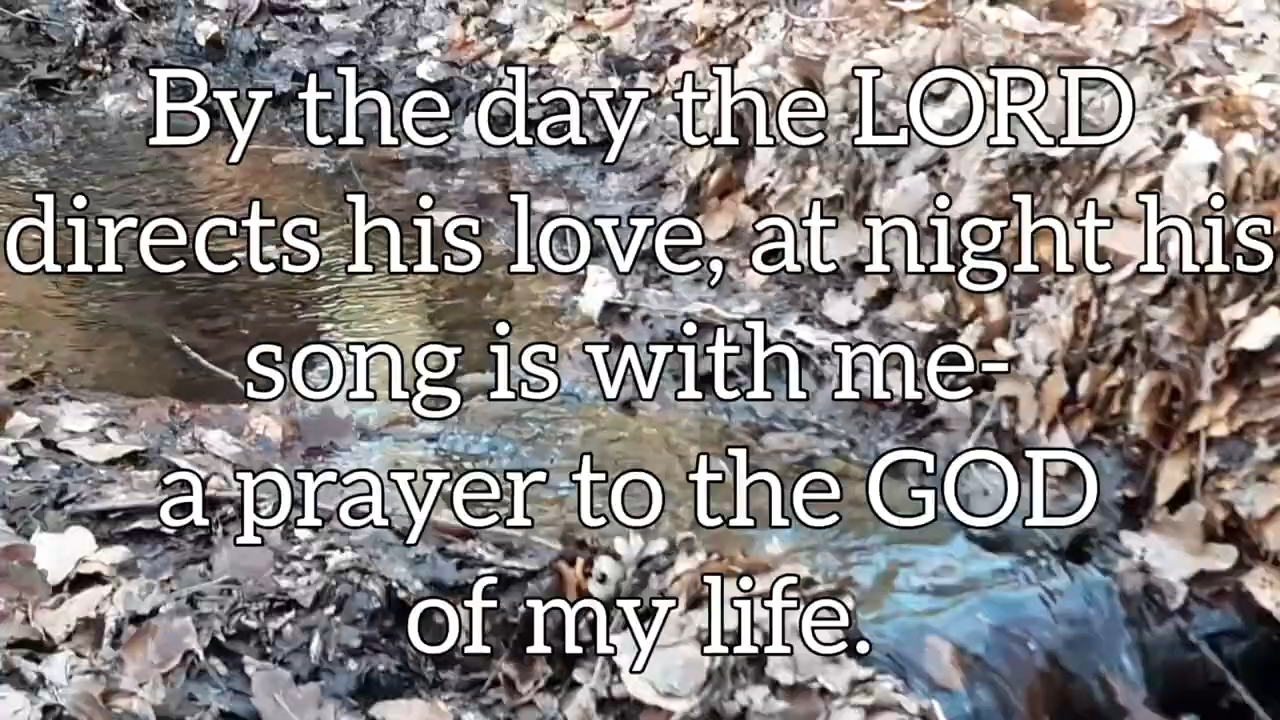 By the day the LORD
directs his love, at night his
song is with me-
a prayer to the GOD
of my life.